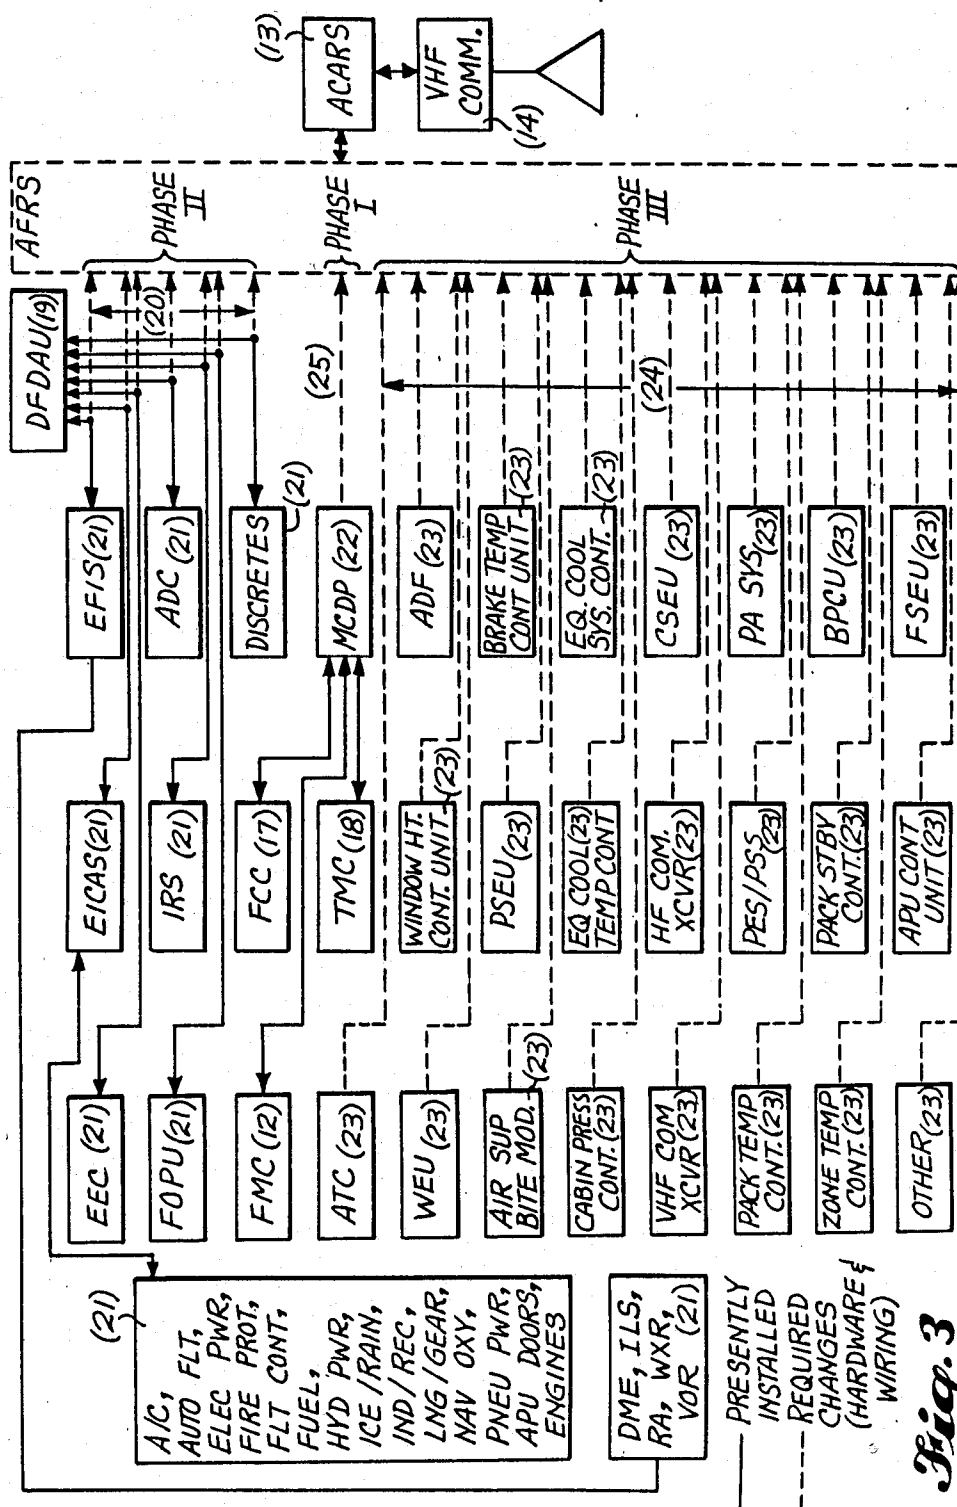 AFRS
PHASE
II
PHASE
I
PHASE
III
ACARS
(13)
VHF
COMM.
(14)
DFDAU(19)
(20)
(25)
(24)
EFIS(21)
ADC(21)
DISCRETES
(21)
MCDP(22)
ADF(23)
BRAKE TEMP
CONT UNIT
(23)
EQ. COOL
SYS. CONT.
(23)
CSEU(23)
PA SYS(23)
BPCU(23)
FSEU(23)
EICAS(21)
IRS (21)
FCC (17)
TMC (18)
WINDOW HT.
CONT. UNIT
(23)
PSEU(23)
EQ COOL(23)
TEMP CONT
HF COM.
XCVR(23)
PES/PSS
(23)
PACK STBY
CONT.(23)
APU CONT
UNIT(23)
EEC (21)
FOPU(21)
FMC (12)
ATC (23)
WEU(23)
AIR SUP
BITE MOD.
(23)
CABIN PRESS
CONT.(23)
VHF COM
XCVR(23)
PACK TEMP
CONT.(23)
ZONE TEMP
CONT.(23)
OTHER(23)
(21)
A/C,
AUTO FLT,
ELEC PWR,
FIRE PROT.,
FLT CONT.,
FUEL,
HYD PWR,
ICE/RAIN,
IND/REC,
LNG/GEAR,
NAV OXY,
PNEU PWR,
APU DOORS,
ENGINES
DME, ILS,
RA, WXR,
VOR (21)
PRESENTLY
INSTALLED
REQUIRED
CHANGES
(HARDWARE &
WIRING)
Fig. 3